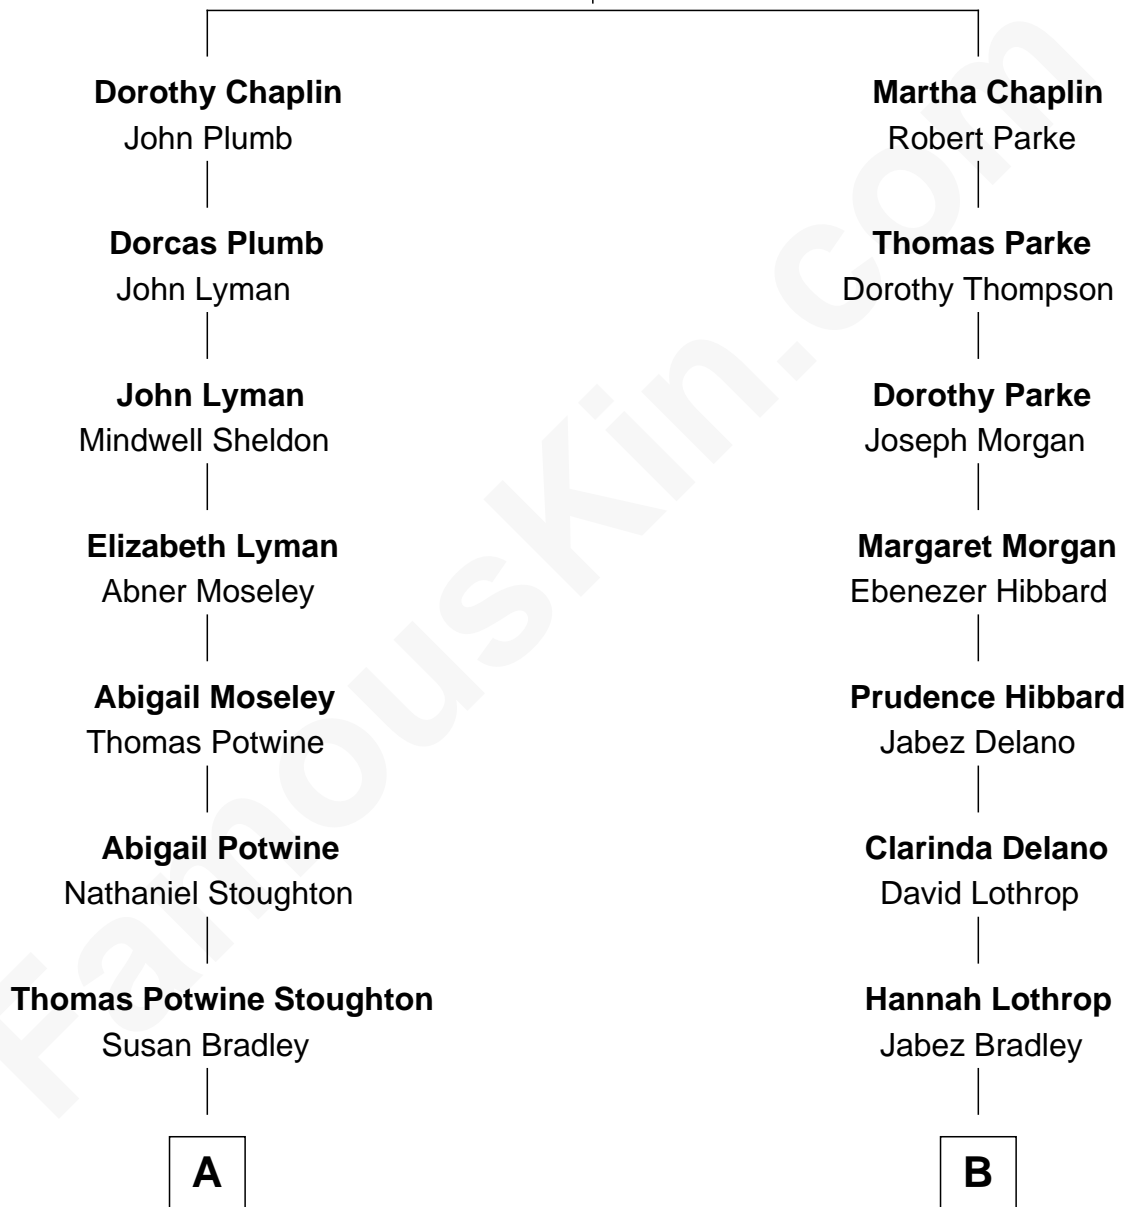 Dorothy Chaplin
John Plumb
Martha Chaplin
Robert Parke
Dorcas Plumb
John Lyman
Thomas Parke
Dorothy Thompson
John Lyman
Mindwell Sheldon
Dorothy Parke
Joseph Morgan
Elizabeth Lyman
Abner Moseley
Margaret Morgan
Ebenezer Hibbard
Abigail Moseley
Thomas Potwine
Prudence Hibbard
Jabez Delano
Abigail Potwine
Nathaniel Stoughton
Clarinda Delano
David Lothrop
Thomas Potwine Stoughton
Susan Bradley
Hannah Lothrop
Jabez Bradley
A
B
FamousKin.com